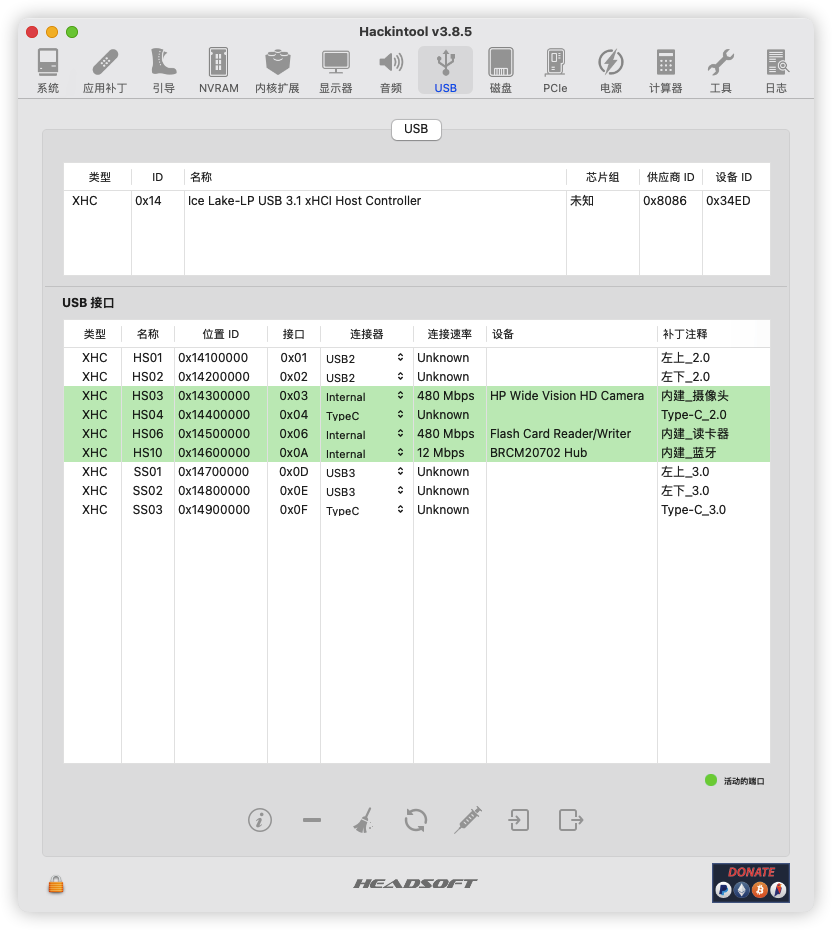 Hackintool v3.8.5
系统 应用补丁 引导 NVRAM 内核扩展 显示器 音频 USB 磁盘 PCIe 电源 计算器 工具 日志
USB
类型 ID 名称 芯片组 供应商 ID 设备 ID
XHC 0x14 Ice Lake-LP USB 3.1 xHCI Host Controller 未知 0x8086 0x34ED
USB 接口
类型 名称 位置 ID 接口 连接器 连接速率 设备 补丁注释
XHC HS01 0x14100000 0x01 USB2 Unknown 左上_2.0
XHC HS02 0x14200000 0x02 USB2 Unknown 左下_2.0
XHC HS03 0x14300000 0x03 Internal 480 Mbps HP Wide Vision HD Camera 内建_摄像头
XHC HS04 0x14400000 0x04 TypeC Unknown Type-C_2.0
XHC HS06 0x14500000 0x06 Internal 480 Mbps Flash Card Reader/Writer 内建_读卡器
XHC HS10 0x14600000 0x0A Internal 12 Mbps BRCM20702 Hub 内建_蓝牙
XHC SS01 0x14700000 0x0D USB3 Unknown 左上_3.0
XHC SS02 0x14800000 0x0E USB3 Unknown 左下_3.0
XHC SS03 0x14900000 0x0F TypeC Unknown Type-C_3.0
活动的端口
HEADSOFT
DONATE